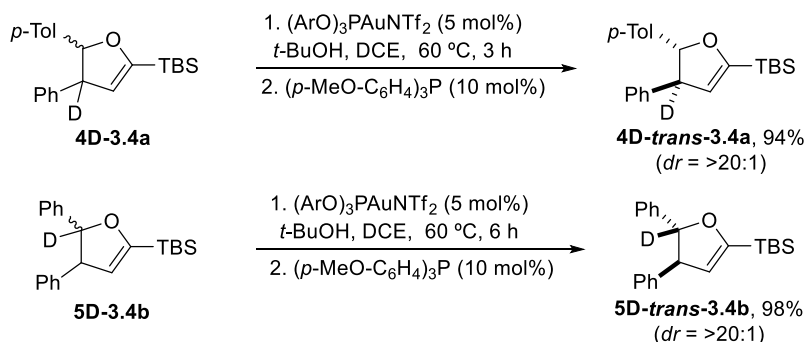 p-Tol
O
TBS
Ph
D
4D-3.4a
1. (ArO)3PAuNTf2 (5 mol%)
t-BuOH, DCE, 60 ºC, 3 h
2. (p-MeO-C6H4)3P (10 mol%)
p-Tol
O
TBS
Ph
D
4D-trans-3.4a, 94%
(dr = >20:1)
Ph
O
D
TBS
Ph
5D-3.4b
1. (ArO)3PAuNTf2 (5 mol%)
t-BuOH, DCE, 60 ºC, 6 h
2. (p-MeO-C6H4)3P (10 mol%)
Ph
O
D
TBS
Ph
5D-trans-3.4b, 98%
(dr = >20:1)